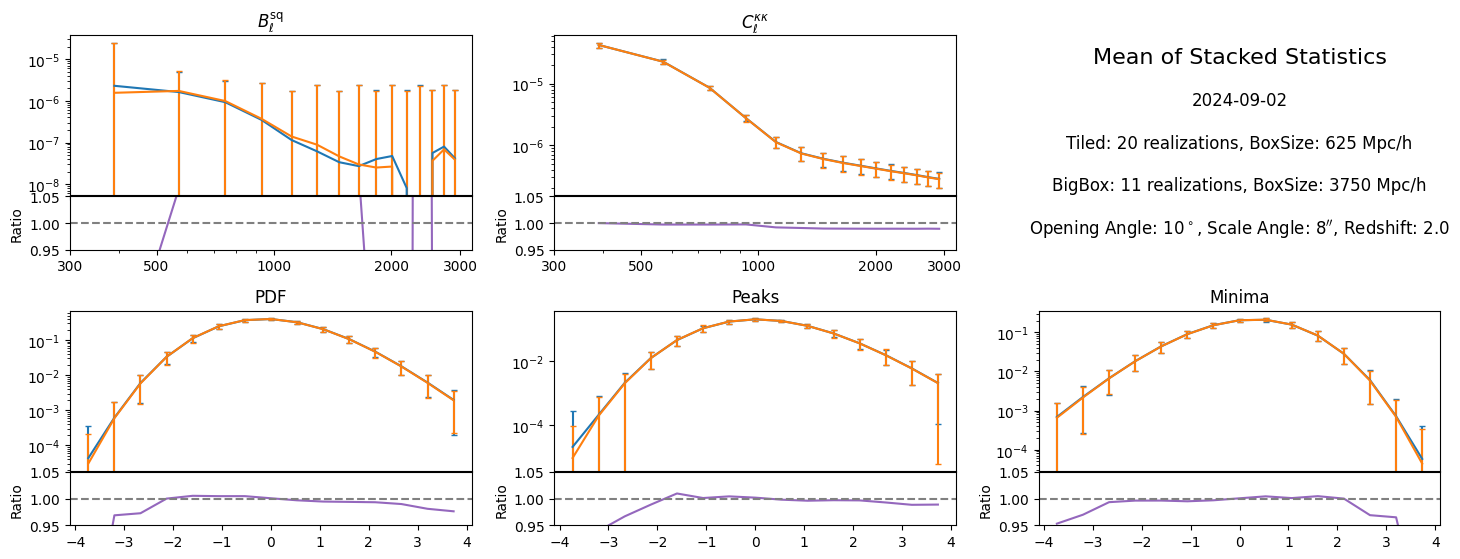 B_ℓ^sq
10⁻⁵
10⁻⁶
10⁻⁷
10⁻⁸
1.05
1.00
0.95
Ratio
300 500 1000 2000 3000
C_ℓ^κκ
10⁻⁵
10⁻⁶
1.05
1.00
0.95
Ratio
300 500 1000 2000 3000
Mean of Stacked Statistics
2024-09-02
Tiled: 20 realizations, BoxSize: 625 Mpc/h
BigBox: 11 realizations, BoxSize: 3750 Mpc/h
Opening Angle: 10°, Scale Angle: 8″, Redshift: 2.0
PDF
10⁻¹
10⁻²
10⁻³
10⁻⁴
1.05
1.00
0.95
Ratio
−4 −3 −2 −1 0 1 2 3 4
Peaks
10⁻²
10⁻⁴
1.05
1.00
0.95
Ratio
−4 −3 −2 −1 0 1 2 3 4
Minima
10⁻¹
10⁻²
10⁻³
10⁻⁴
1.05
1.00
0.95
Ratio
−4 −3 −2 −1 0 1 2 3 4